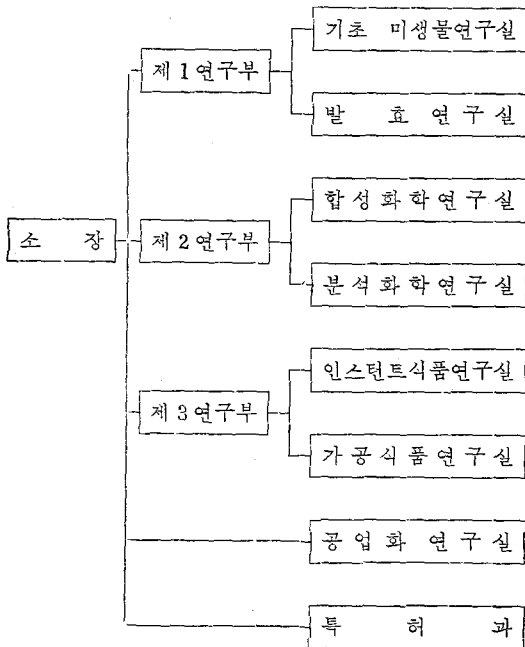 소 장
제 1 연구부
기초 미생물연구실
발 효 연 구 실
제 2 연구부
합성화학연구실
분석화학연구실
제 3 연구부
인스턴트식품연구실
가공식품연구실
공업화 연구실
특 허 과